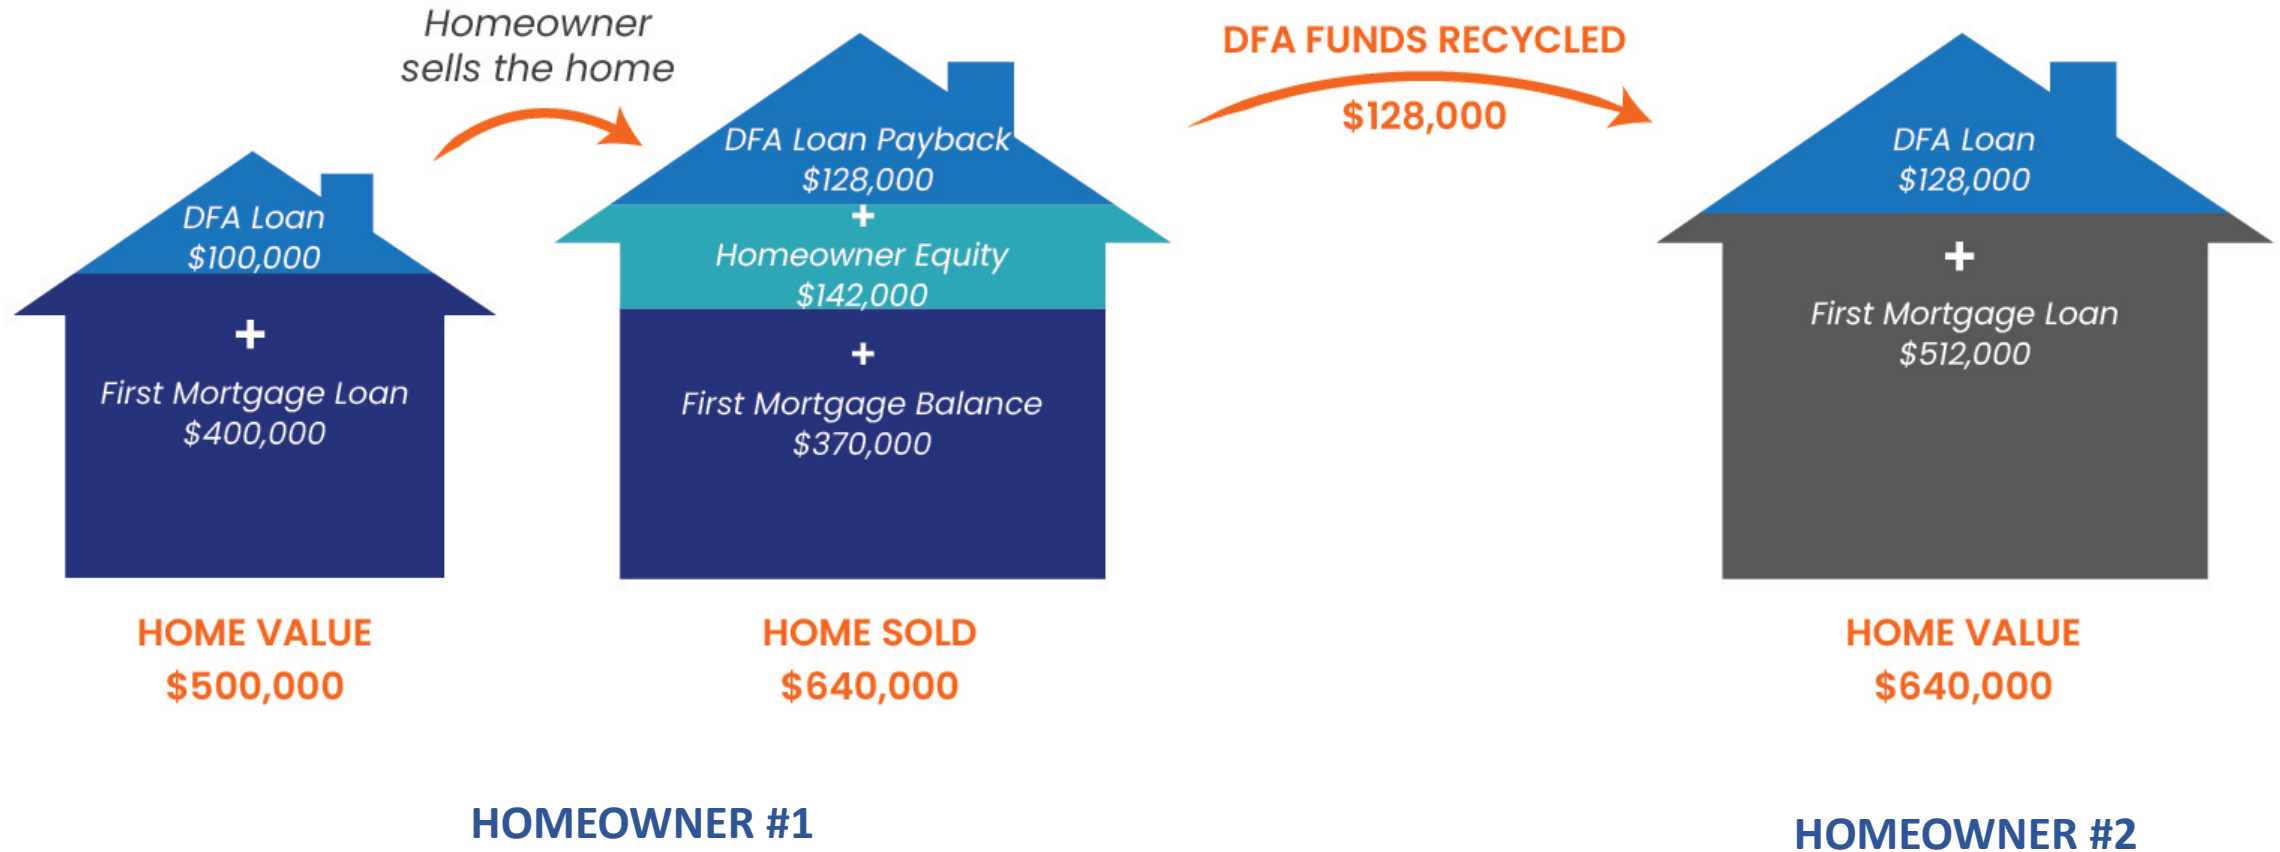 Homeowner
sells the home
DFA Loan
$100,000
+
First Mortgage Loan
$400,000
HOME VALUE
$500,000
DFA Loan Payback
$128,000
+
Homeowner Equity
$142,000
+
First Mortgage Balance
$370,000
HOME SOLD
$640,000
HOMEOWNER #1
DFA FUNDS RECYCLED
$128,000
DFA Loan
$128,000
+
First Mortgage Loan
$512,000
HOME VALUE
$640,000
HOMEOWNER #2